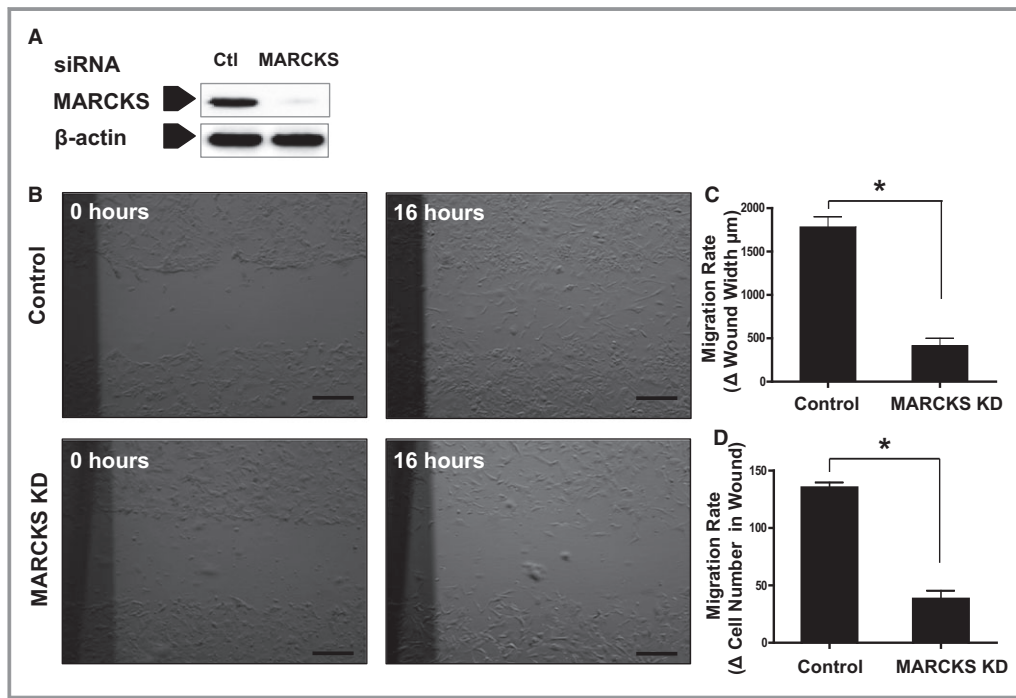 A
siRNA Ctl MARCKS
MARCKS
β-actin
B
Control
0 hours
16 hours
MARCKS KD
0 hours
16 hours
C
*
Migration Rate
(Δ Wound Width µm)
2000
1500
1000
500
0
Control MARCKS KD
D
*
Migration Rate
(Δ Cell Number in Wound)
150
100
50
0
Control MARCKS KD